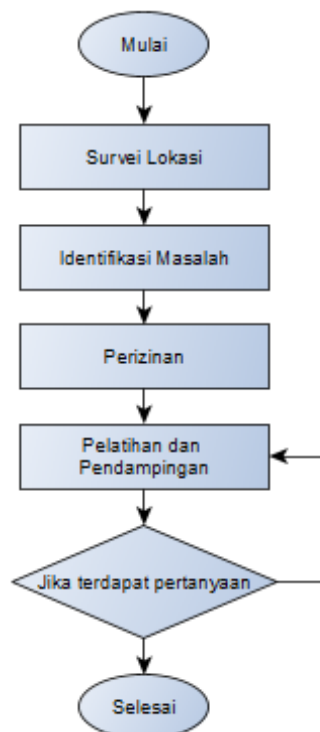 Mulai
Survei Lokasi
Identifikasi Masalah
Perizinan
Pelatihan dan
Pendampingan
Jika terdapat pertanyaan
Selesai